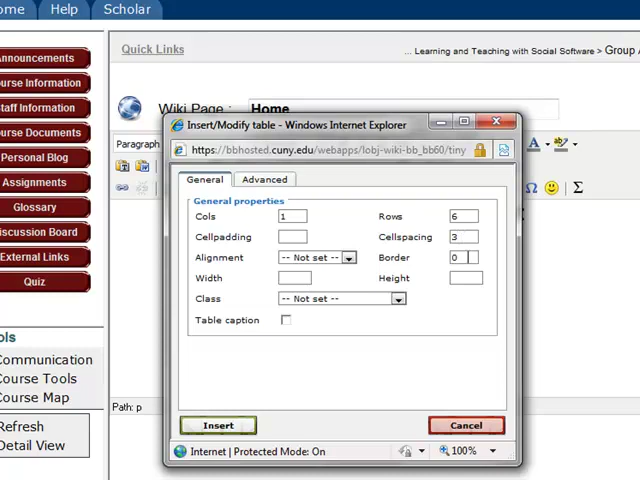 ome Help Scholar
Announcements
ourse Information
taff Information
ourse Documents
Personal Blog
Assignments
Glossary
iscussion Board
External Links
Quiz
ols
Communication
Course Tools
Course Map
Refresh
Detail View
Quick Links
... Learning and Teaching with Social Software > Group A
Wiki Page : Home
Paragraph
Insert/Modify table - Windows Internet Explorer
https://bbhosted.cuny.edu/webapps/lobj-wiki-bb_bb60/tiny
General Advanced
General properties
Cols 1 Rows 6
Cellpadding Cellspacing 3
Alignment -- Not set -- Border 0
Width Height
Class -- Not set --
Table caption
Insert Cancel
Internet | Protected Mode: On 100%
Path: p